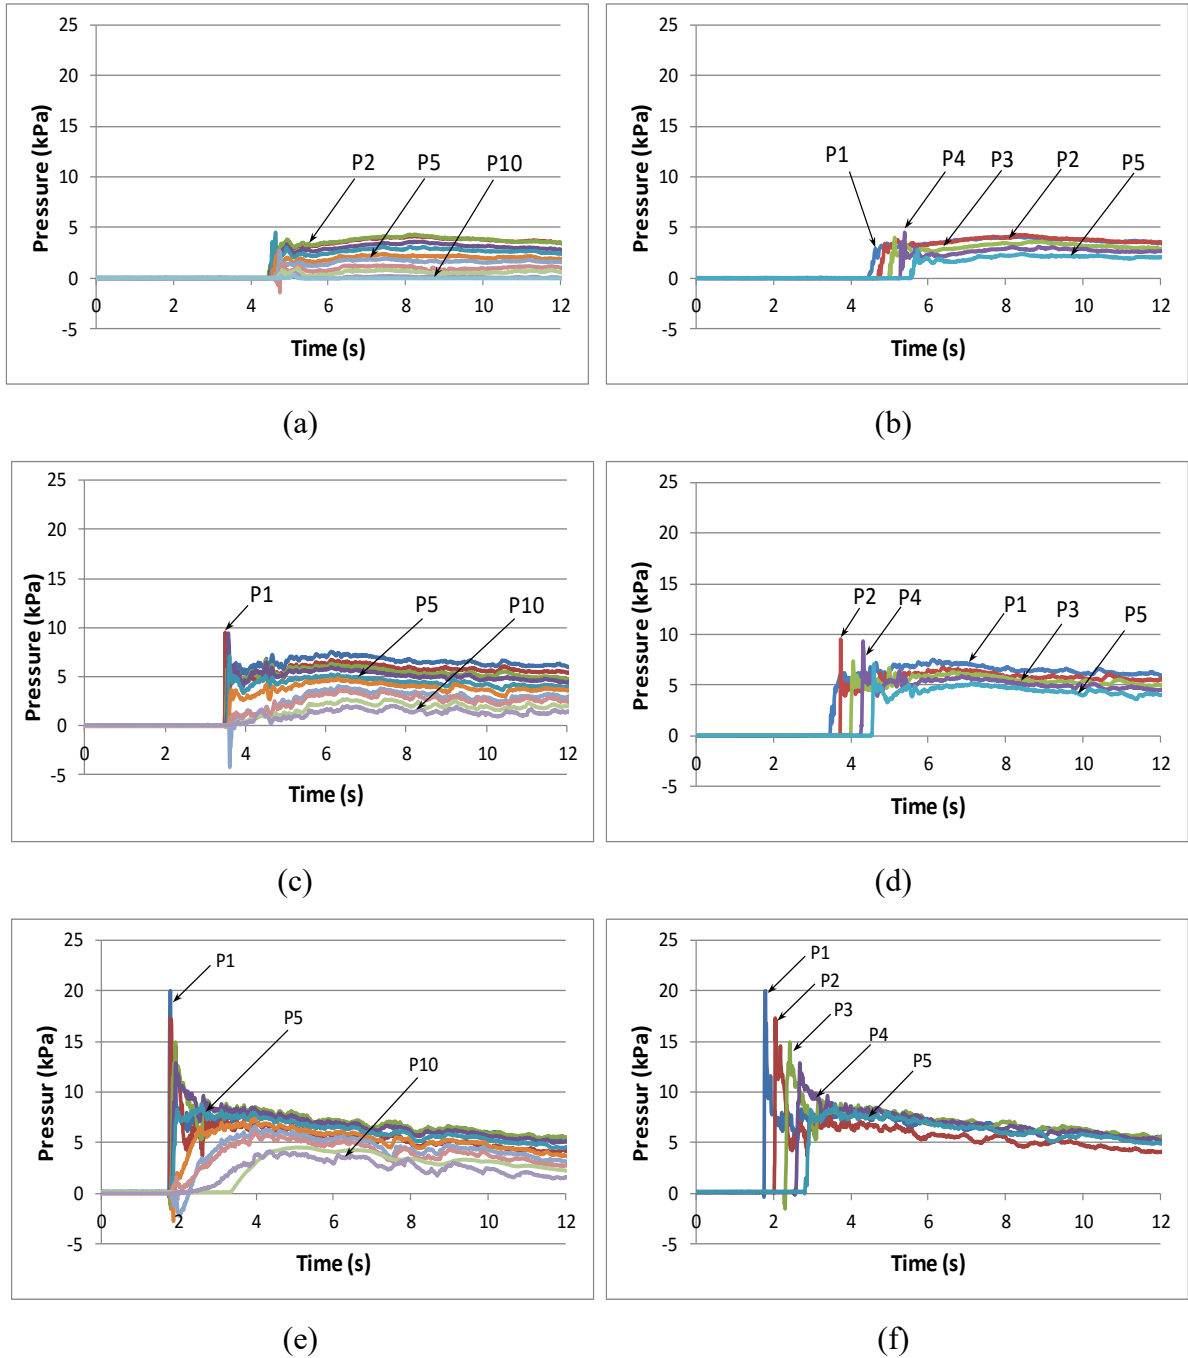 25
20
15
10
5
0
-5
Pressure (kPa)
P2 P5 P10
0 2 4 6 8 10 12
Time (s)
(a)
25
20
15
10
5
0
-5
Pressure (kPa)
P1 P4 P3 P2 P5
0 2 4 6 8 10 12
Time (s)
(b)
25
20
15
10
5
0
-5
Pressure (kPa)
P1 P5 P10
0 2 4 6 8 10 12
Time (s)
(c)
25
20
15
10
5
0
-5
Pressure (kPa)
P2 P4 P1 P3 P5
0 2 4 6 8 10 12
Time (s)
(d)
25
20
15
10
5
0
-5
Pressur (kPa)
P1
P5
P10
0 2 4 6 8 10 12
Time (s)
(e)
25
20
15
10
5
0
-5
Pressur (kPa)
P1
P2
P3
P4
P5
0 2 4 6 8 10 12
Time (s)
(f)